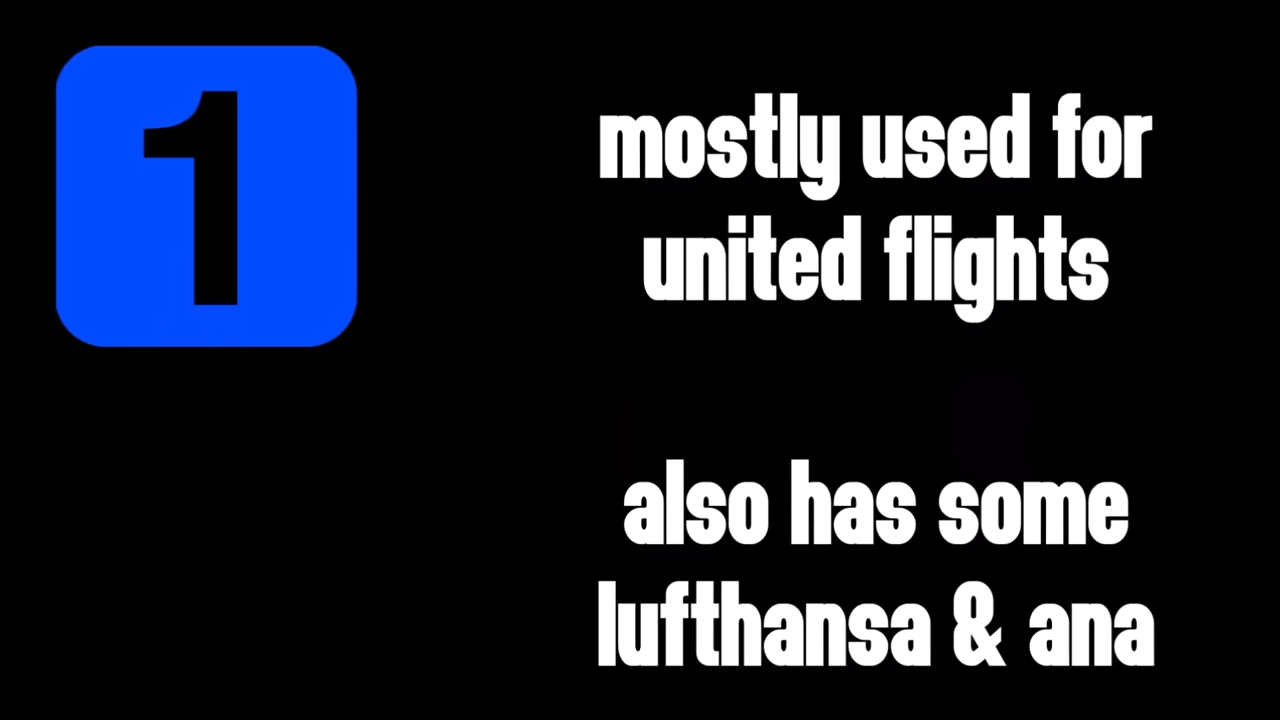 1
mostly used for
united flights
also has some
lufthansa & ana